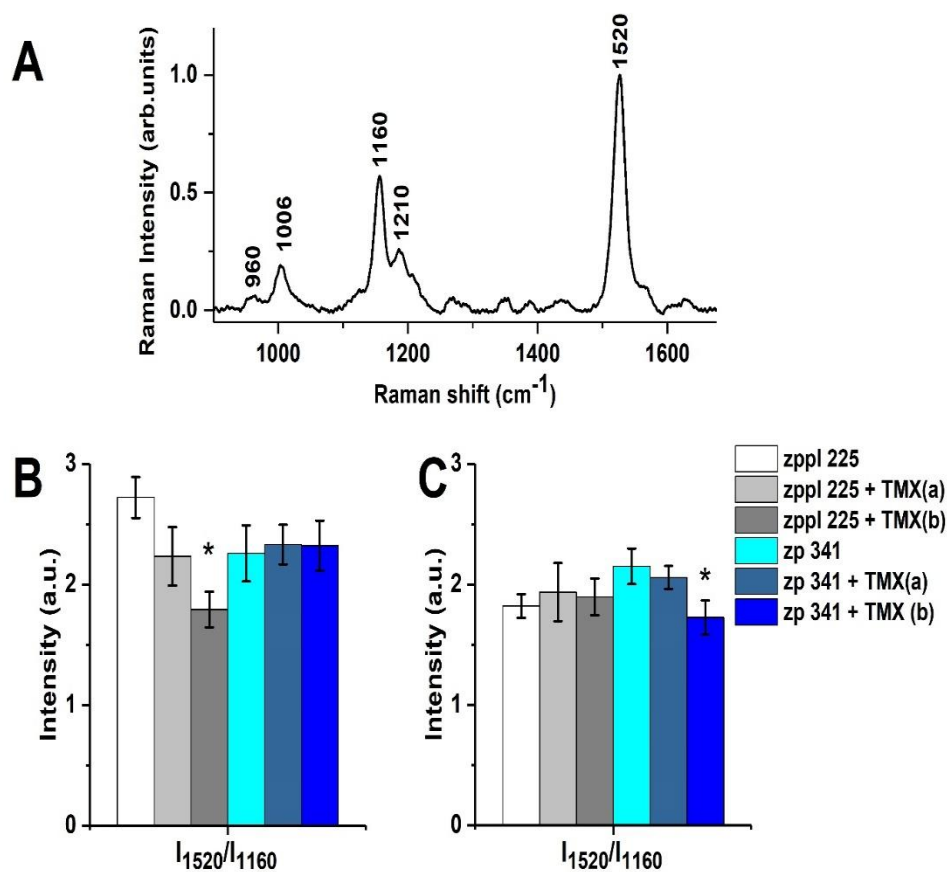 A
Raman Intensity (arb.units)
1.0
0.5
0.0
960
1006
1160
1210
1520
1000
1200
1400
1600
Raman shift (cm⁻¹)
B
Intensity (a.u.)
3
2
1
0
*
I₁₅₂₀/I₁₁₆₀
C
Intensity (a.u.)
3
2
1
0
*
I₁₅₂₀/I₁₁₆₀
zppl 225
zppl 225 + TMX(a)
zppl 225 + TMX(b)
zp 341
zp 341 + TMX(a)
zp 341 + TMX (b)